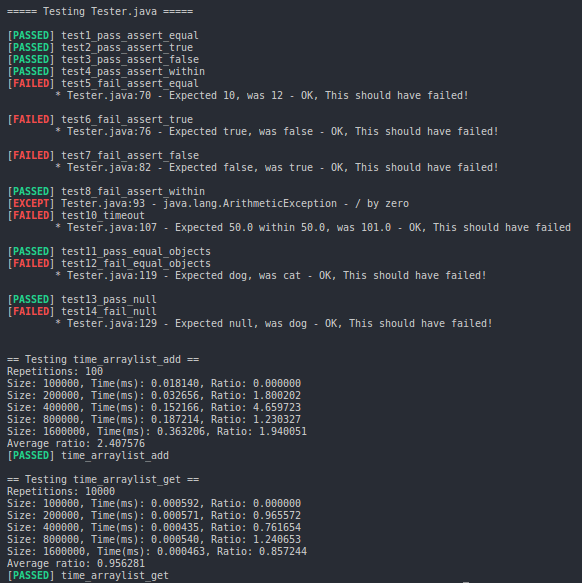 ===== Testing Tester.java =====
[PASSED] test1_pass_assert_equal
[PASSED] test2_pass_assert_true
[PASSED] test3_pass_assert_false
[PASSED] test4_pass_assert_within
[FAILED] test5_fail_assert_equal
* Tester.java:70 - Expected 10, was 12 - OK, This should have failed!
[FAILED] test6_fail_assert_true
* Tester.java:76 - Expected true, was false - OK, This should have failed!
[FAILED] test7_fail_assert_false
* Tester.java:82 - Expected false, was true - OK, This should have failed!
[PASSED] test8_fail_assert_within
[EXCEPT] Tester.java:93 - java.lang.ArithmeticException - / by zero
[FAILED] test10_timeout
* Tester.java:107 - Expected 50.0 within 50.0, was 101.0 - OK, This should have failed
[PASSED] test11_pass_equal_objects
[FAILED] test12_fail_equal_objects
* Tester.java:119 - Expected dog, was cat - OK, This should have failed!
[PASSED] test13_pass_null
[FAILED] test14_fail_null
* Tester.java:129 - Expected null, was dog - OK, This should have failed!
== Testing time_arraylist_add ==
Repetitions: 100
Size: 100000, Time(ms): 0.018140, Ratio: 0.000000
Size: 200000, Time(ms): 0.032656, Ratio: 1.800202
Size: 400000, Time(ms): 0.152166, Ratio: 4.659723
Size: 800000, Time(ms): 0.187214, Ratio: 1.230327
Size: 1600000, Time(ms): 0.363206, Ratio: 1.940051
Average ratio: 2.407576
[PASSED] time_arraylist_add
== Testing time_arraylist_get ==
Repetitions: 10000
Size: 100000, Time(ms): 0.000592, Ratio: 0.000000
Size: 200000, Time(ms): 0.000571, Ratio: 0.965572
Size: 400000, Time(ms): 0.000435, Ratio: 0.761654
Size: 800000, Time(ms): 0.000540, Ratio: 1.240653
Size: 1600000, Time(ms): 0.000463, Ratio: 0.857244
Average ratio: 0.956281
[PASSED] time_arraylist_get